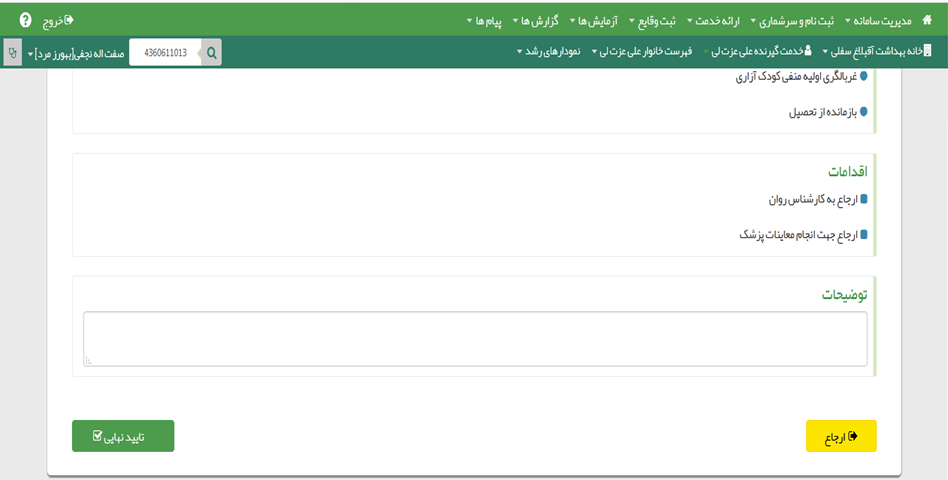 مدیریت سامانه ثبت نام و سرشماری ارائه خدمت ثبت وقایع آزمایش ها گزارش ها پیام ها خروج ?
خانه بهداشت آقبلاغ سفلی خدمت گیرنده علی عزت لی فهرست خانوار علی عزت لی نمودارهای رشد 4360611013 صفت اله نجفی[بهورز مرد]
غربالگری اولیه منفی کودک آزاری
بازمانده از تحصیل
اقدامات
ارجاع به کارشناس روان
ارجاع جهت انجام معاینات پزشک
توضیحات
ارجاع تایید نهایی